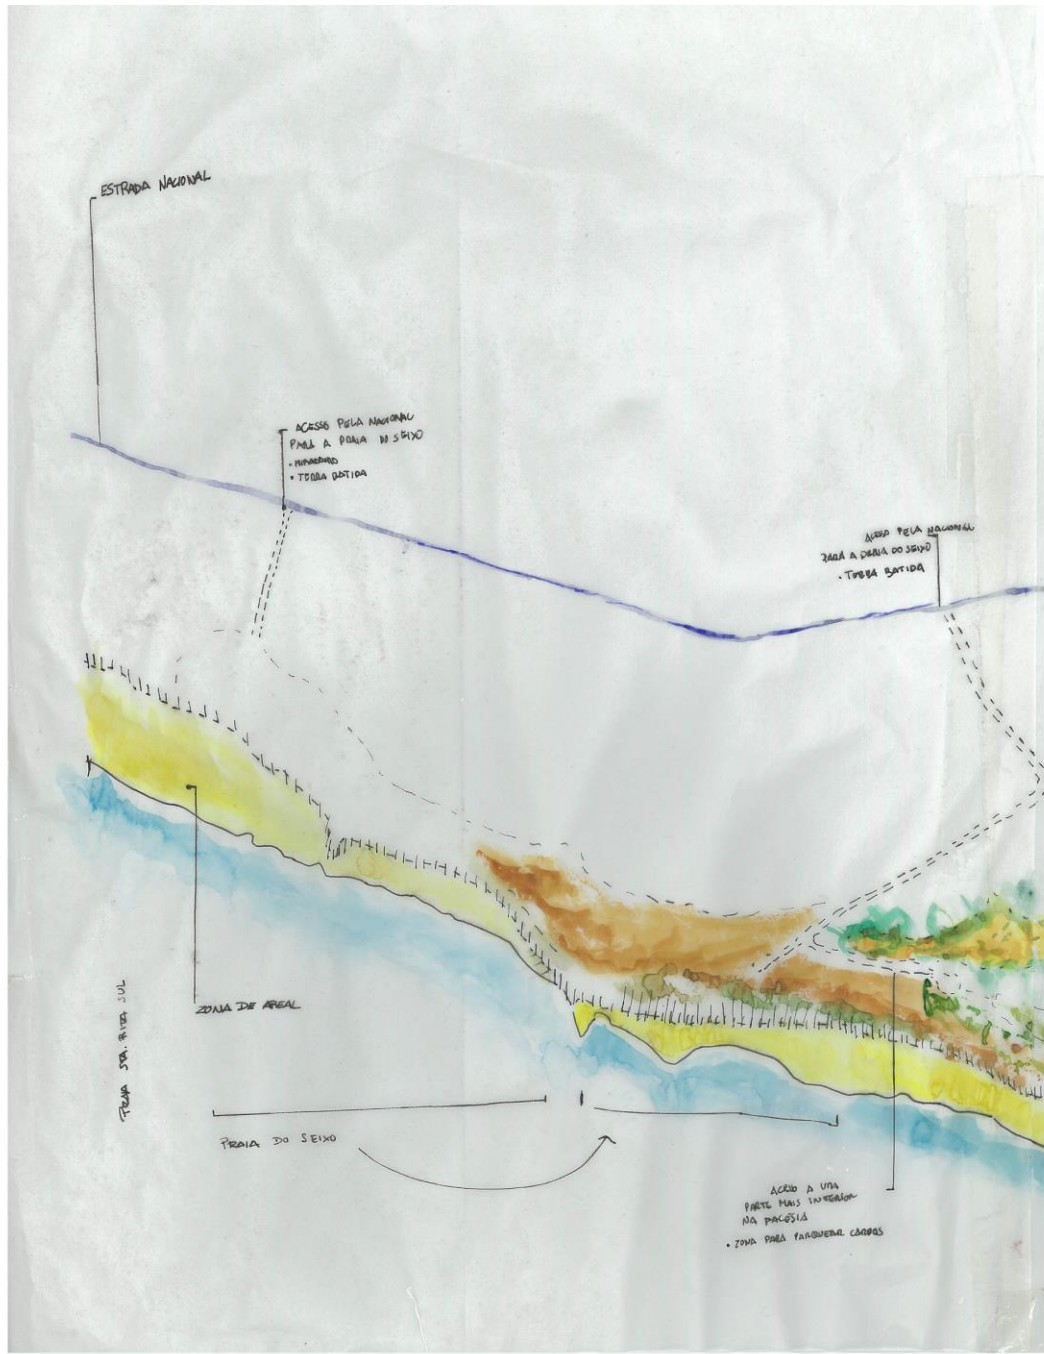 ESTRADA NACIONAL
ACESSO PELA NACIONAL
PARA A PRAIA DO SEIXO
• MIRADOURO
• TERRA BATIDA
ACESSO PELA NACIONAL
PARA A PRAIA DO SEIXO
• TERRA BATIDA
ZONA DE AREAL
PRAIA STA. RITA SUL
PRAIA DO SEIXO
A UMA
PARTE MAIS INTERIOR
NA
• ZONA PARA PARQUEAR CARROS